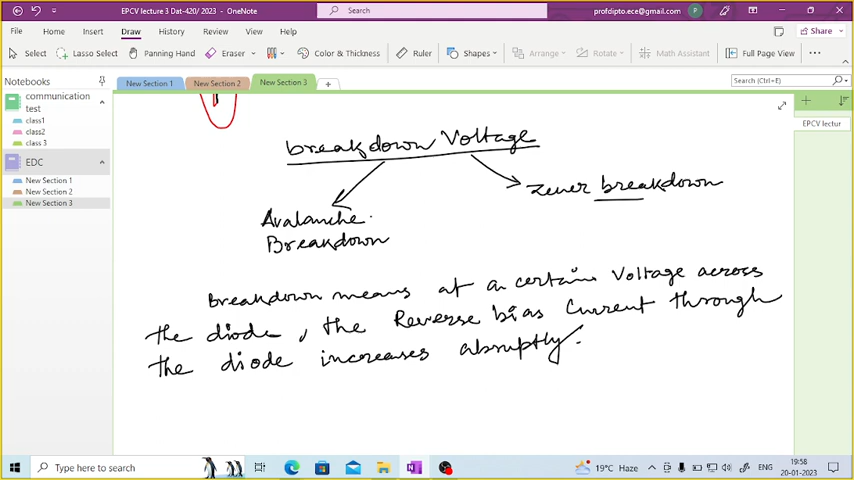 EPCV lecture 3 Dat-420/ 2023 - OneNote
Search
profdipto.ece@gmail.com
P
File Home Insert Draw History Review View Help
Share
Select Lasso Select Panning Hand Eraser Color & Thickness Ruler Shapes Arrange Rotate Math Assistant Full Page View
Notebooks
New Section 1 New Section 2 New Section 3 +
Search (Ctrl+E)
communication
test
class1
class2
class 3
EDC
New Section 1
New Section 2
New Section 3
EPCV lectur
breakdown Voltage
Zener breakdown
Avalanche.
Breakdown
Breakdown means at a certain Voltage across
the diode, the Reverse bias Current through
the diode increases abruptly.
Type here to search
19°C Haze
ENG
19:58
20-01-2023